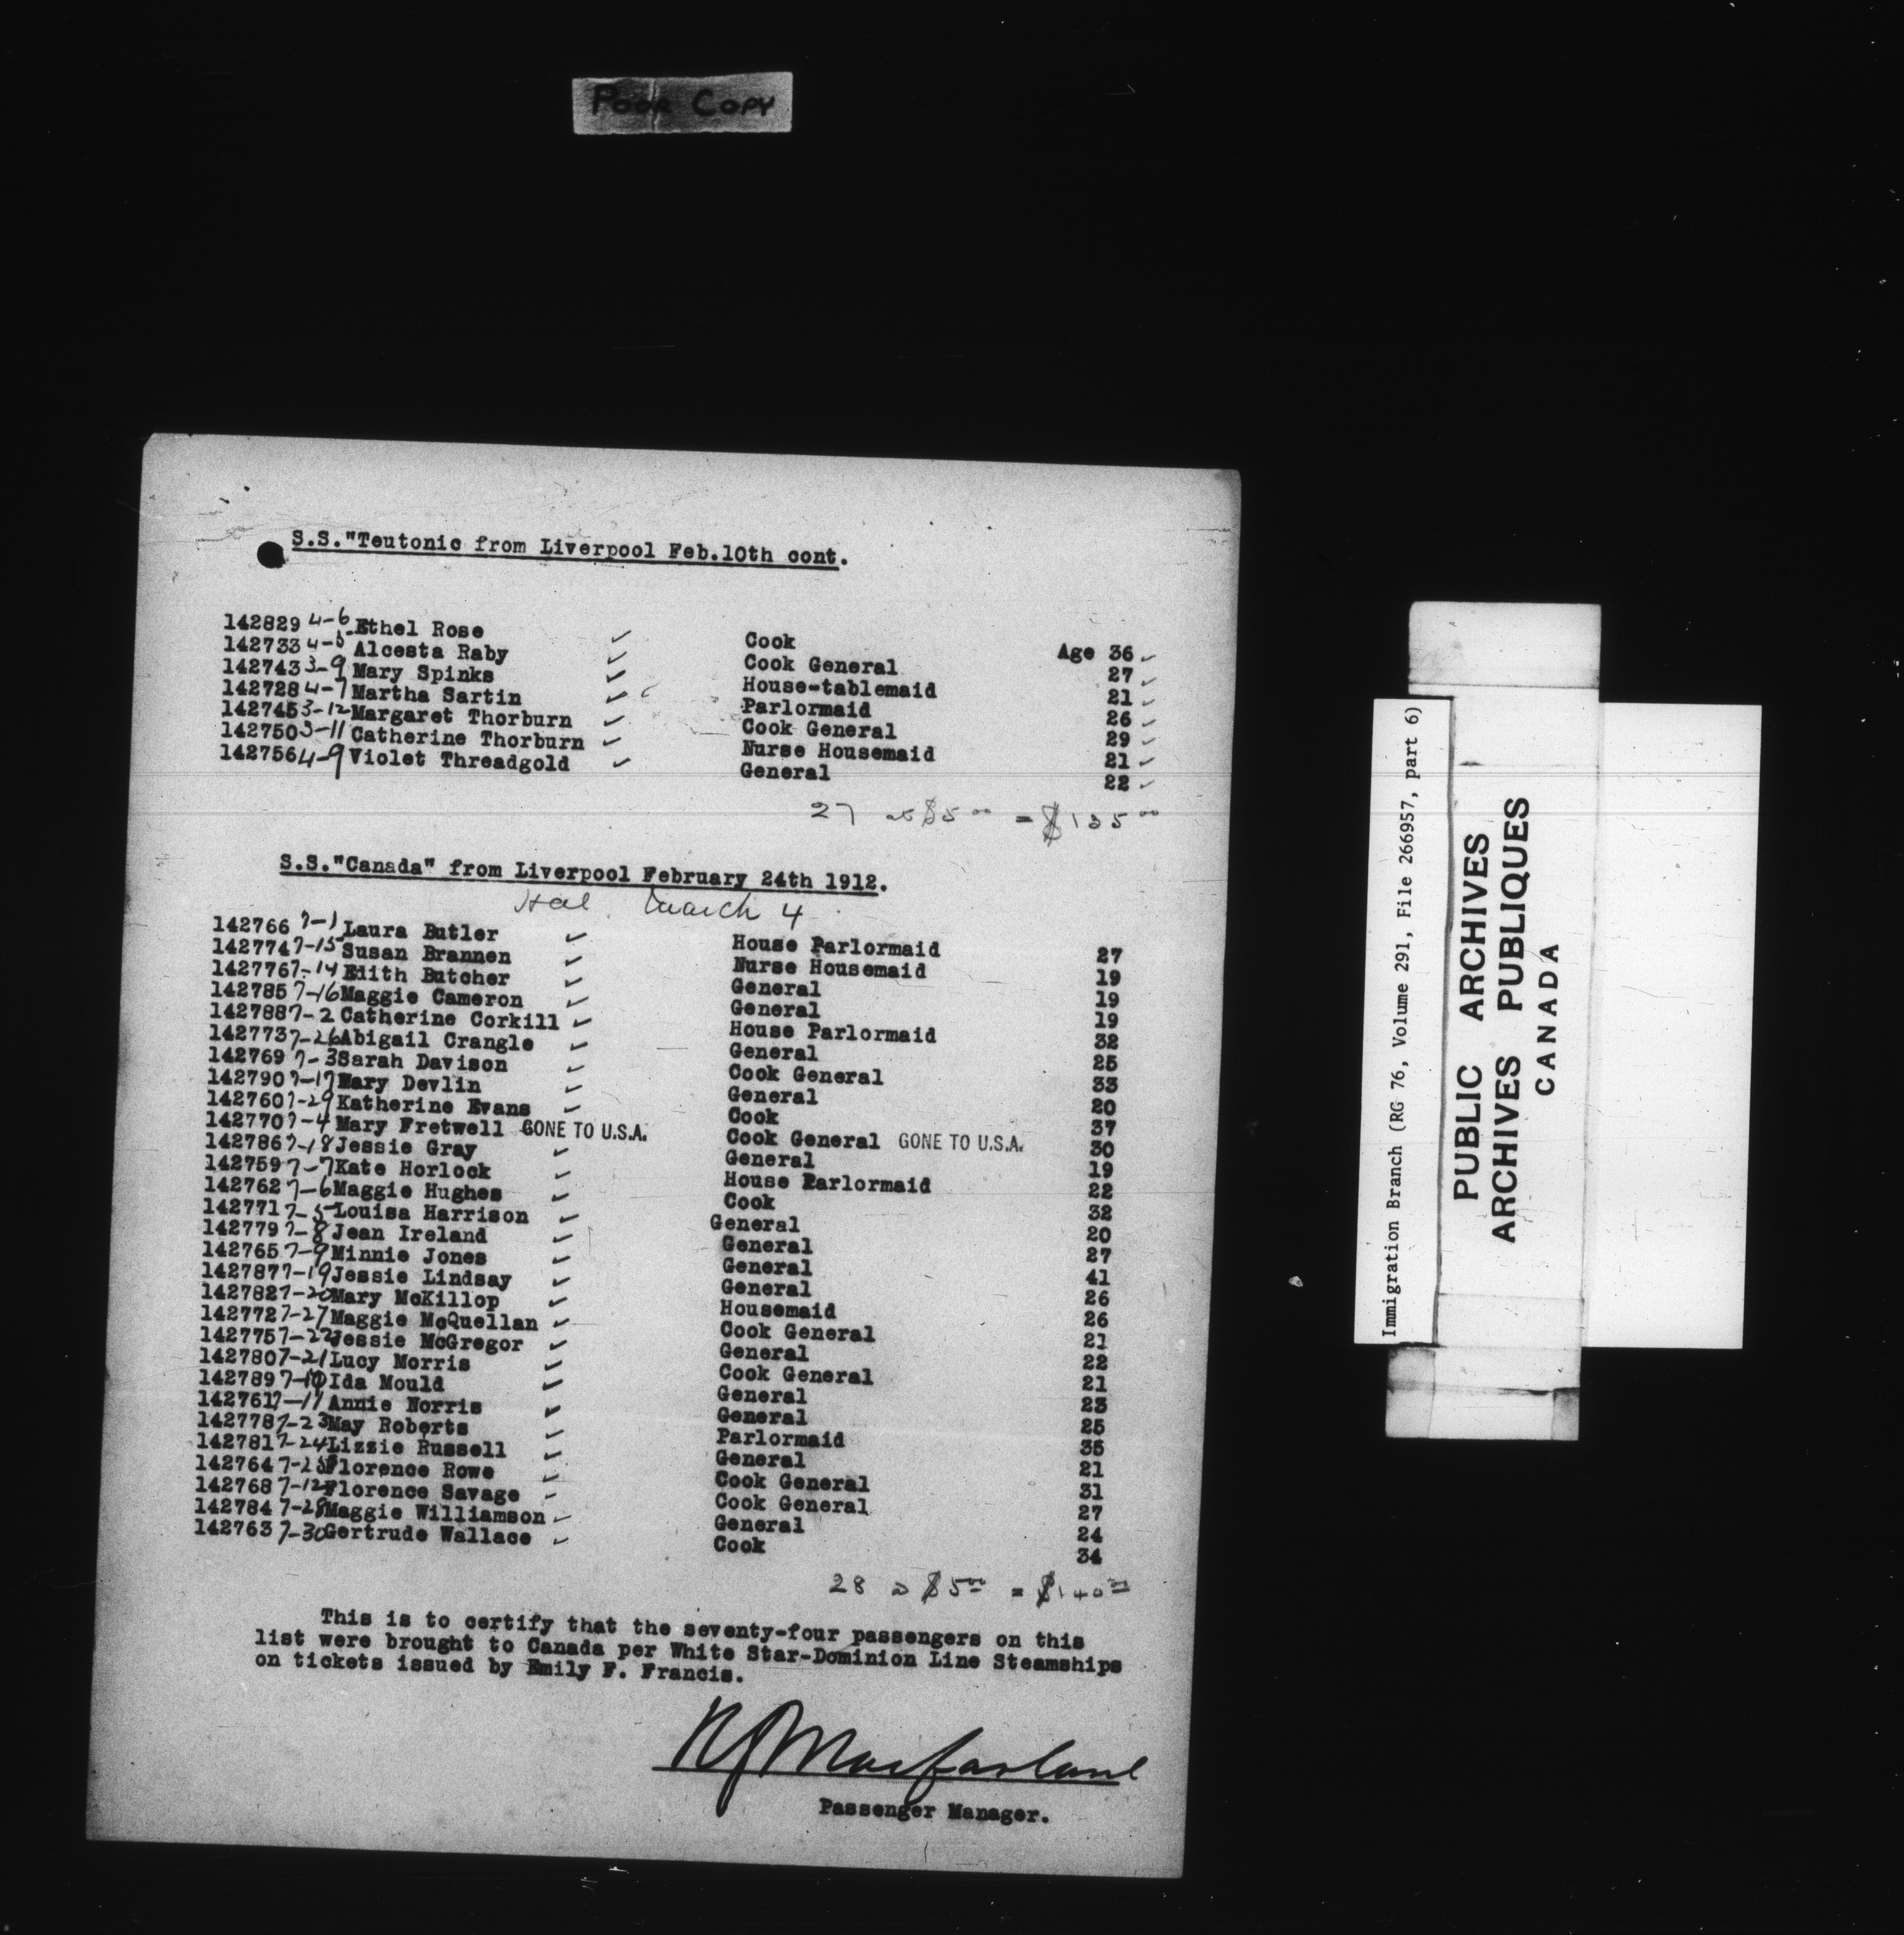 POOR COPY
S.S."Teutonic from Liverpool Feb.10th cont.
142829 4-6 Ethel Rose ✓ Cook Age 36 ✓
142733 4-5 Alcesta Raby ✓ Cook General 27 ✓
142743 3-9 Mary Spinks ✓ House-tablemaid 21 ✓
142728 4-7 Martha Sartin ✓ Parlormaid 26 ✓
142745 3-12 Margaret Thorburn ✓ Cook General 29 ✓
142750 3-11 Catherine Thorburn ✓ Nurse Housemaid 21 ✓
142756 4-9 Violet Threadgold ✓ General 22 ✓
27 $5 00 = $135 00
S.S."Canada" from Liverpool February 24th 1912.
Hal. March 4
142766 7-1 Laura Butler ✓ House Parlormaid 27
142774 7-15 Susan Brannen ✓ Nurse Housemaid 19
142776 7-14 Edith Butcher ✓ General 19
142785 7-16 Maggie Cameron ✓ General 19
142788 7-2 Catherine Corkill ✓ House Parlormaid 32
142773 7-26 Abigail Crangle ✓ General 25
142769 7-3 Sarah Davison ✓ Cook General 33
142790 7-17 Mary Devlin ✓ General 20
142760 7-29 Katherine Evans ✓ Cook 37
142770 7-4 Mary Fretwell GONE TO U.S.A. Cook General GONE TO U.S.A. 30
142786 7-18 Jessie Gray ✓ General 19
142759 7-7 Kate Horlock ✓ House Parlormaid 22
142762 7-6 Maggie Hughes ✓ Cook 32
142771 7-5 Louisa Harrison ✓ General 20
142779 7-8 Jean Ireland ✓ General 27
142765 7-9 Minnie Jones ✓ General 41
142787 7-19 Jessie Lindsay ✓ General 26
142782 7-20 Mary McKillop ✓ Housemaid 26
142772 7-27 Maggie McQuellan ✓ Cook General 21
142775 7-22 Jessie McGregor ✓ General 22
142780 7-21 Lucy Morris ✓ Cook General 21
142789 7-10 Ida Mould ✓ General 23
142761 7-11 Annie Norris ✓ General 25
142778 7-23 May Roberts ✓ Parlormaid 35
142781 7-24 Lizzie Russell ✓ General 21
142764 7-25 Florence Rowe ✓ Cook General 31
142768 7-12 Florence Savage ✓ Cook General 27
142784 7-28 Maggie Williamson ✓ General 24
142763 7-30 Gertrude Wallace ✓ Cook 34
28 @ $5 00 = $140 00
This is to certify that the seventy-four passengers on this
list were brought to Canada per White Star-Dominion Line Steamships
on tickets issued by Emily F. Francis.
Macfarlane
Passenger Manager.
Immigration Branch (RG 76, Volume 291, File 266957, part 6)
PUBLIC ARCHIVES
ARCHIVES PUBLIQUES
CANADA